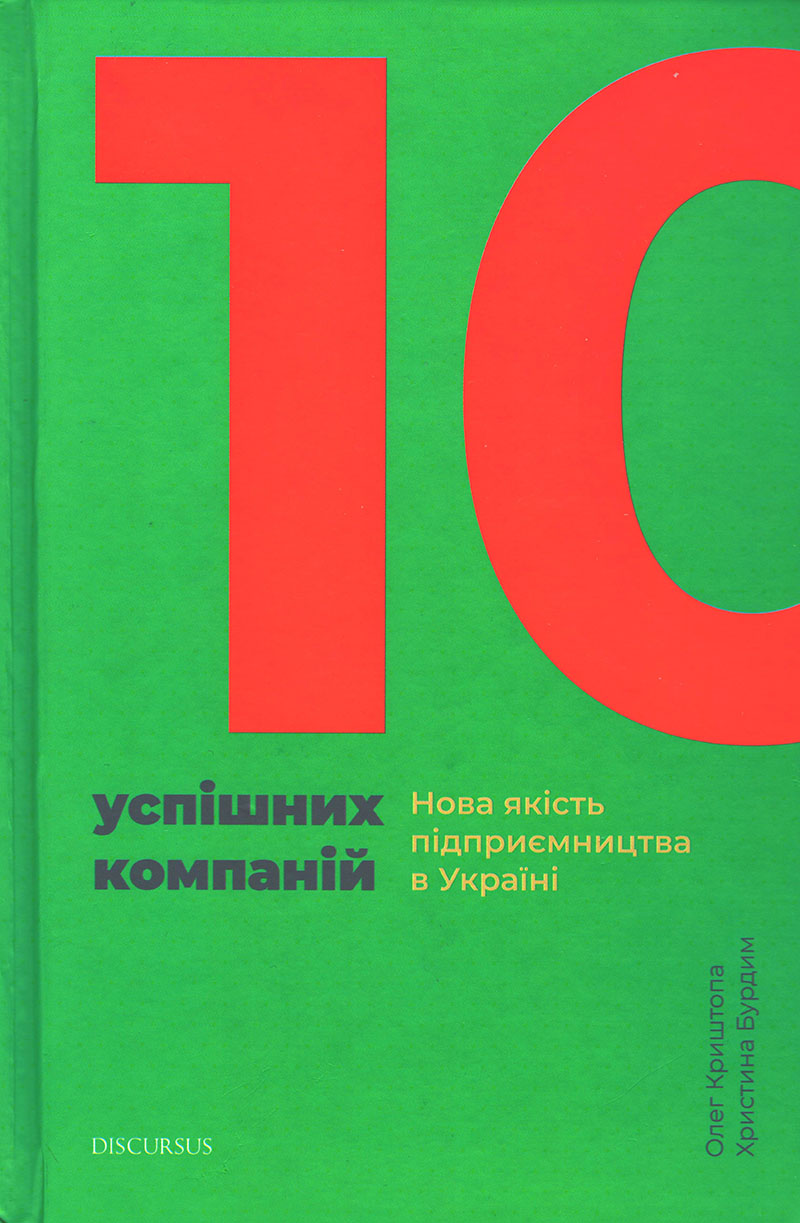 10
успішних
компаній
Нова якість
підприємництва
в Україні
Олег Криштопа
Христина Бурдим
DISCURSUS